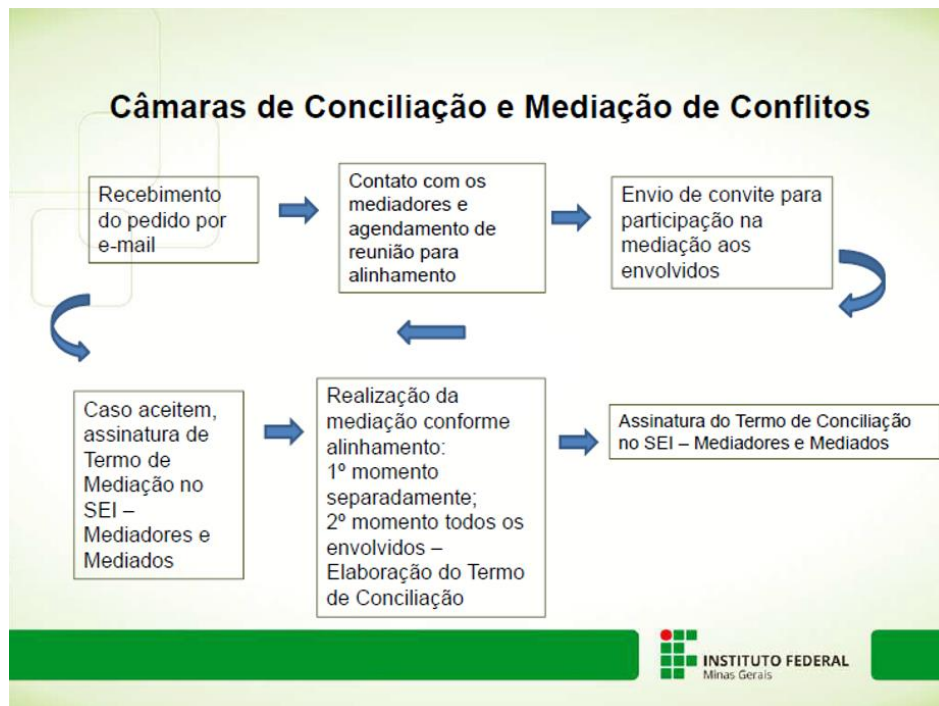 Câmaras de Conciliação e Mediação de Conflitos
Recebimento
do pedido por
e-mail
Contato com os
mediadores e
agendamento de
reunião para
alinhamento
Envio de convite para
participação na
mediação aos
envolvidos
Caso aceitem,
assinatura de
Termo de
Mediação no
SEI –
Mediadores e
Mediados
Realização da
mediação conforme
alinhamento:
1º momento
separadamente;
2º momento todos os
envolvidos –
Elaboração do Termo
de Conciliação
Assinatura do Termo de Conciliação
no SEI – Mediadores e Mediados
INSTITUTO FEDERAL
Minas Gerais